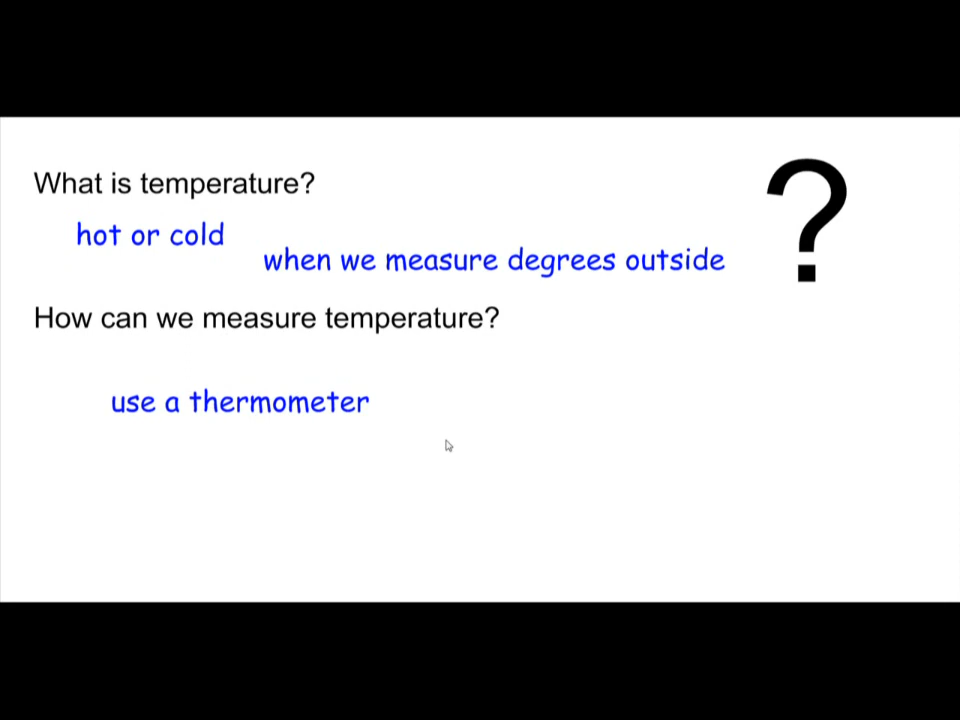 What is temperature?
?
hot or cold
when we measure degrees outside
How can we measure temperature?
use a thermometer